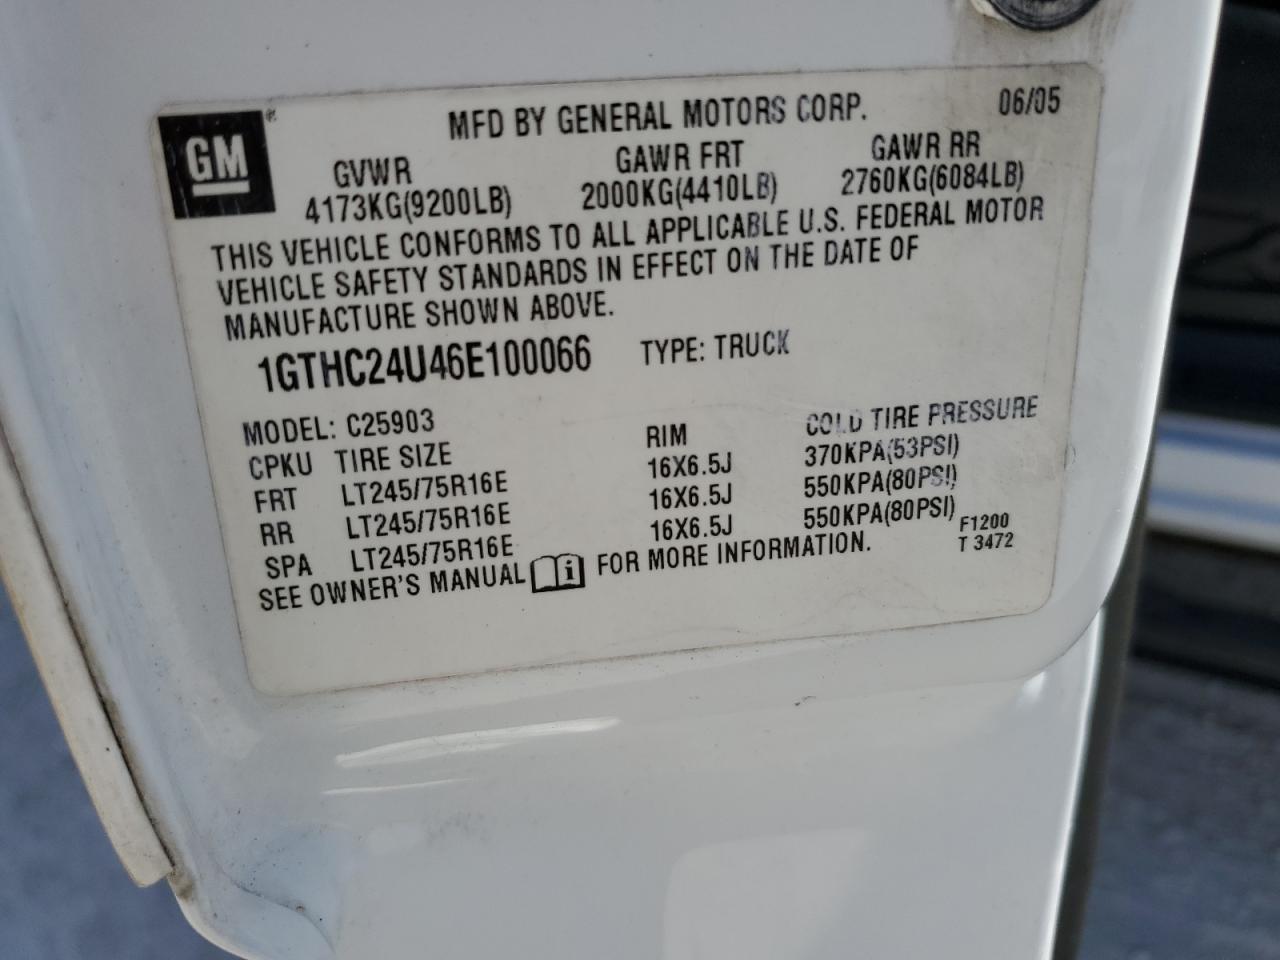 GM®
MFD BY GENERAL MOTORS CORP. 06/05
GVWR GAWR FRT GAWR RR
4173KG(9200LB) 2000KG(4410LB) 2760KG(6084LB)
THIS VEHICLE CONFORMS TO ALL APPLICABLE U.S. FEDERAL MOTOR
VEHICLE SAFETY STANDARDS IN EFFECT ON THE DATE OF
MANUFACTURE SHOWN ABOVE.
1GTHC24U46E100066 TYPE: TRUCK
MODEL: C25903
CPKU TIRE SIZE RIM COLD TIRE PRESSURE
FRT LT245/75R16E 16X6.5J 370KPA(53PSI)
RR LT245/75R16E 16X6.5J 550KPA(80PSI)
SPA LT245/75R16E 16X6.5J 550KPA(80PSI)
SEE OWNER'S MANUAL i FOR MORE INFORMATION.
F1200
T 3472